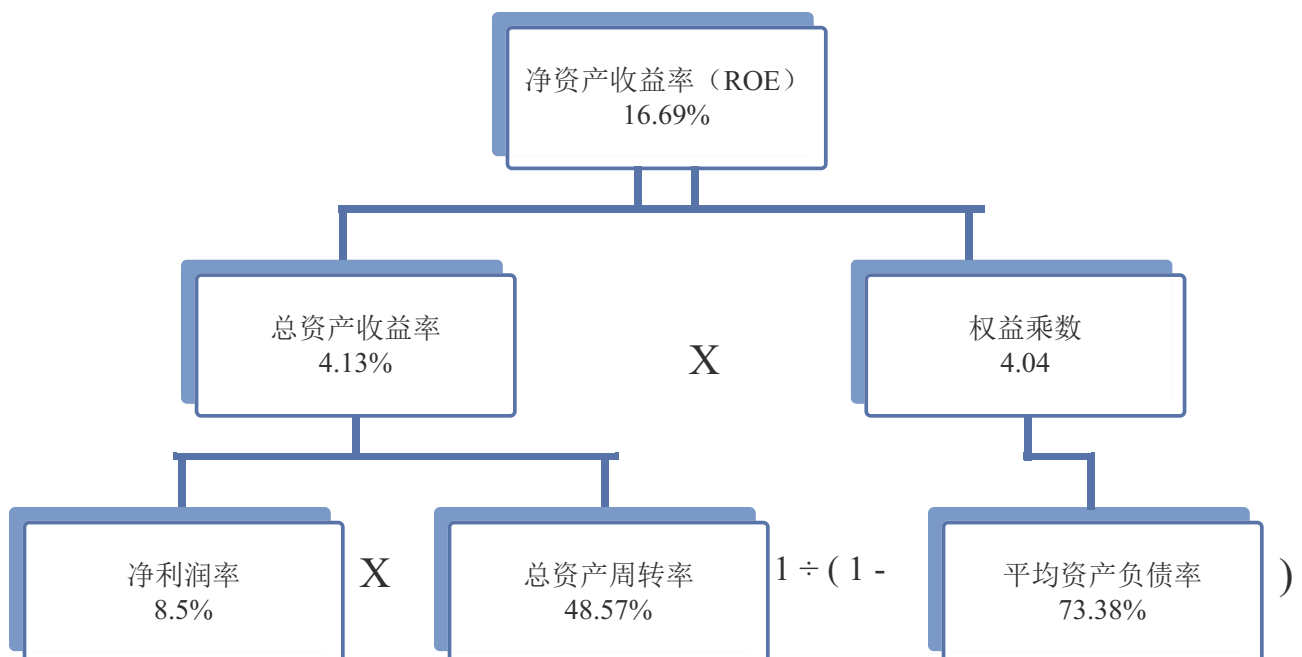 净资产收益率（ROE）
16.69%
总资产收益率
4.13%
X
权益乘数
4.04
净利润率
8.5%
X
总资产周转率
48.57%
1 ÷ ( 1 -
平均资产负债率
73.38%
)